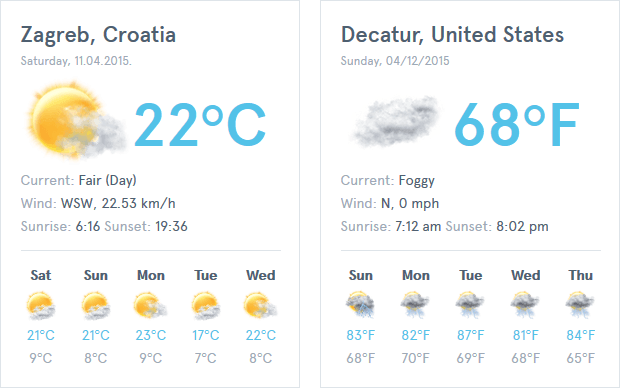 Zagreb, Croatia
Saturday, 11.04.2015.
22°C
Current: Fair (Day)
Wind: WSW, 22.53 km/h
Sunrise: 6:16 Sunset: 19:36
Sat Sun Mon Tue Wed
21°C 21°C 23°C 17°C 22°C
9°C 8°C 9°C 7°C 8°C
Decatur, United States
Sunday, 04/12/2015
68°F
Current: Foggy
Wind: N, 0 mph
Sunrise: 7:12 am Sunset: 8:02 pm
Sun Mon Tue Wed Thu
83°F 82°F 87°F 81°F 84°F
68°F 70°F 69°F 68°F 65°F